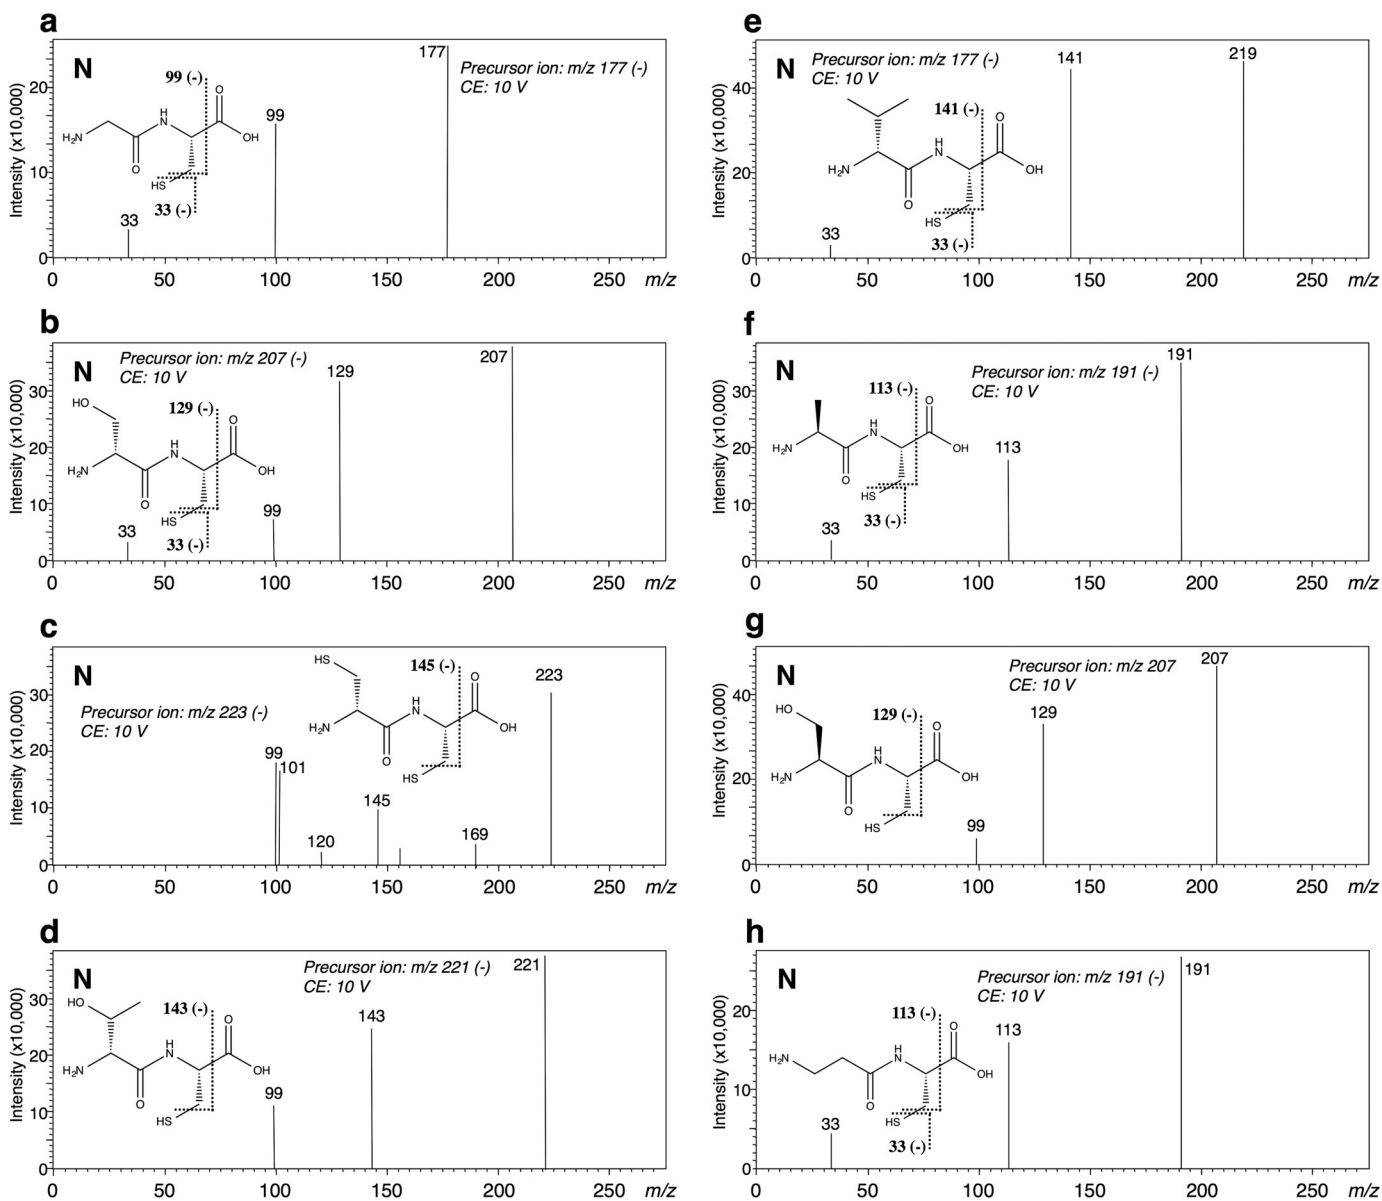 a
N
Precursor ion: m/z 177 (-)
CE: 10 V
177
99
33
99 (-)
33 (-)
H₂N
O
H
N
O
OH
HS
Intensity (x10,000)
20
10
0
0 50 100 150 200 250 m/z
b
N
Precursor ion: m/z 207 (-)
CE: 10 V
207
129
99
33
129 (-)
33 (-)
HO
H₂N
O
H
N
O
OH
HS
Intensity (x10,000)
30
20
10
0
0 50 100 150 200 250 m/z
c
N
Precursor ion: m/z 223 (-)
CE: 10 V
223
169
145
120
101
99
145 (-)
HS
H₂N
O
H
N
O
OH
HS
Intensity (x10,000)
30
20
10
0
0 50 100 150 200 250 m/z
d
N
Precursor ion: m/z 221 (-)
CE: 10 V
221
143
99
143 (-)
HO
H₂N
O
H
N
O
OH
HS
Intensity (x10,000)
30
20
10
0
0 50 100 150 200 250 m/z
e
N
Precursor ion: m/z 177 (-)
CE: 10 V
219
141
33
141 (-)
33 (-)
H₂N
O
H
N
O
OH
HS
Intensity (x10,000)
40
20
0
0 50 100 150 200 250 m/z
f
N
Precursor ion: m/z 191 (-)
CE: 10 V
191
113
33
113 (-)
33 (-)
H₂N
O
H
N
O
OH
HS
Intensity (x10,000)
30
20
10
0
0 50 100 150 200 250 m/z
g
N
Precursor ion: m/z 207
CE: 10 V
207
129
99
129 (-)
HO
H₂N
O
H
N
O
OH
HS
Intensity (x10,000)
40
20
0
0 50 100 150 200 250 m/z
h
N
Precursor ion: m/z 191 (-)
CE: 10 V
191
113
33
113 (-)
33 (-)
H₂N
O
H
N
O
OH
HS
Intensity (x10,000)
20
10
0
0 50 100 150 200 250 m/z